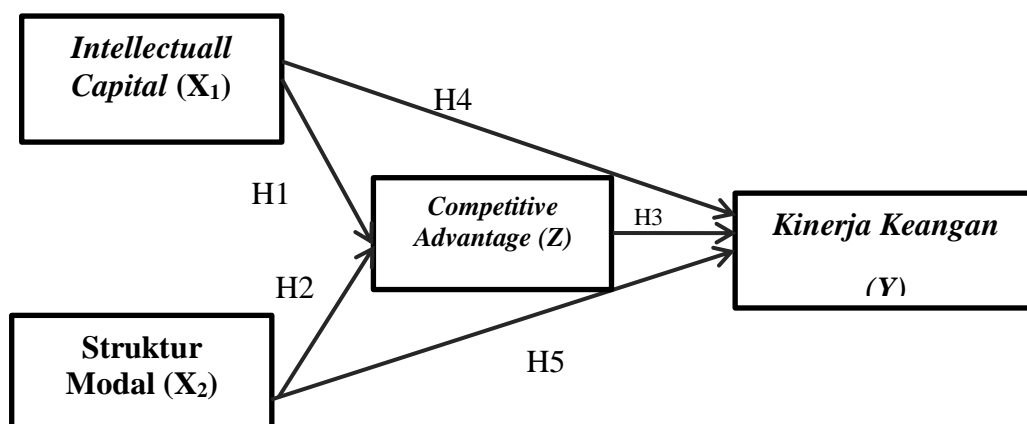 Intellectuall
Capital (X₁)
H4
H1
Competitive
Advantage (Z)
H3
Kinerja Keangan
(Y)
H2
Struktur
Modal (X₂)
H5